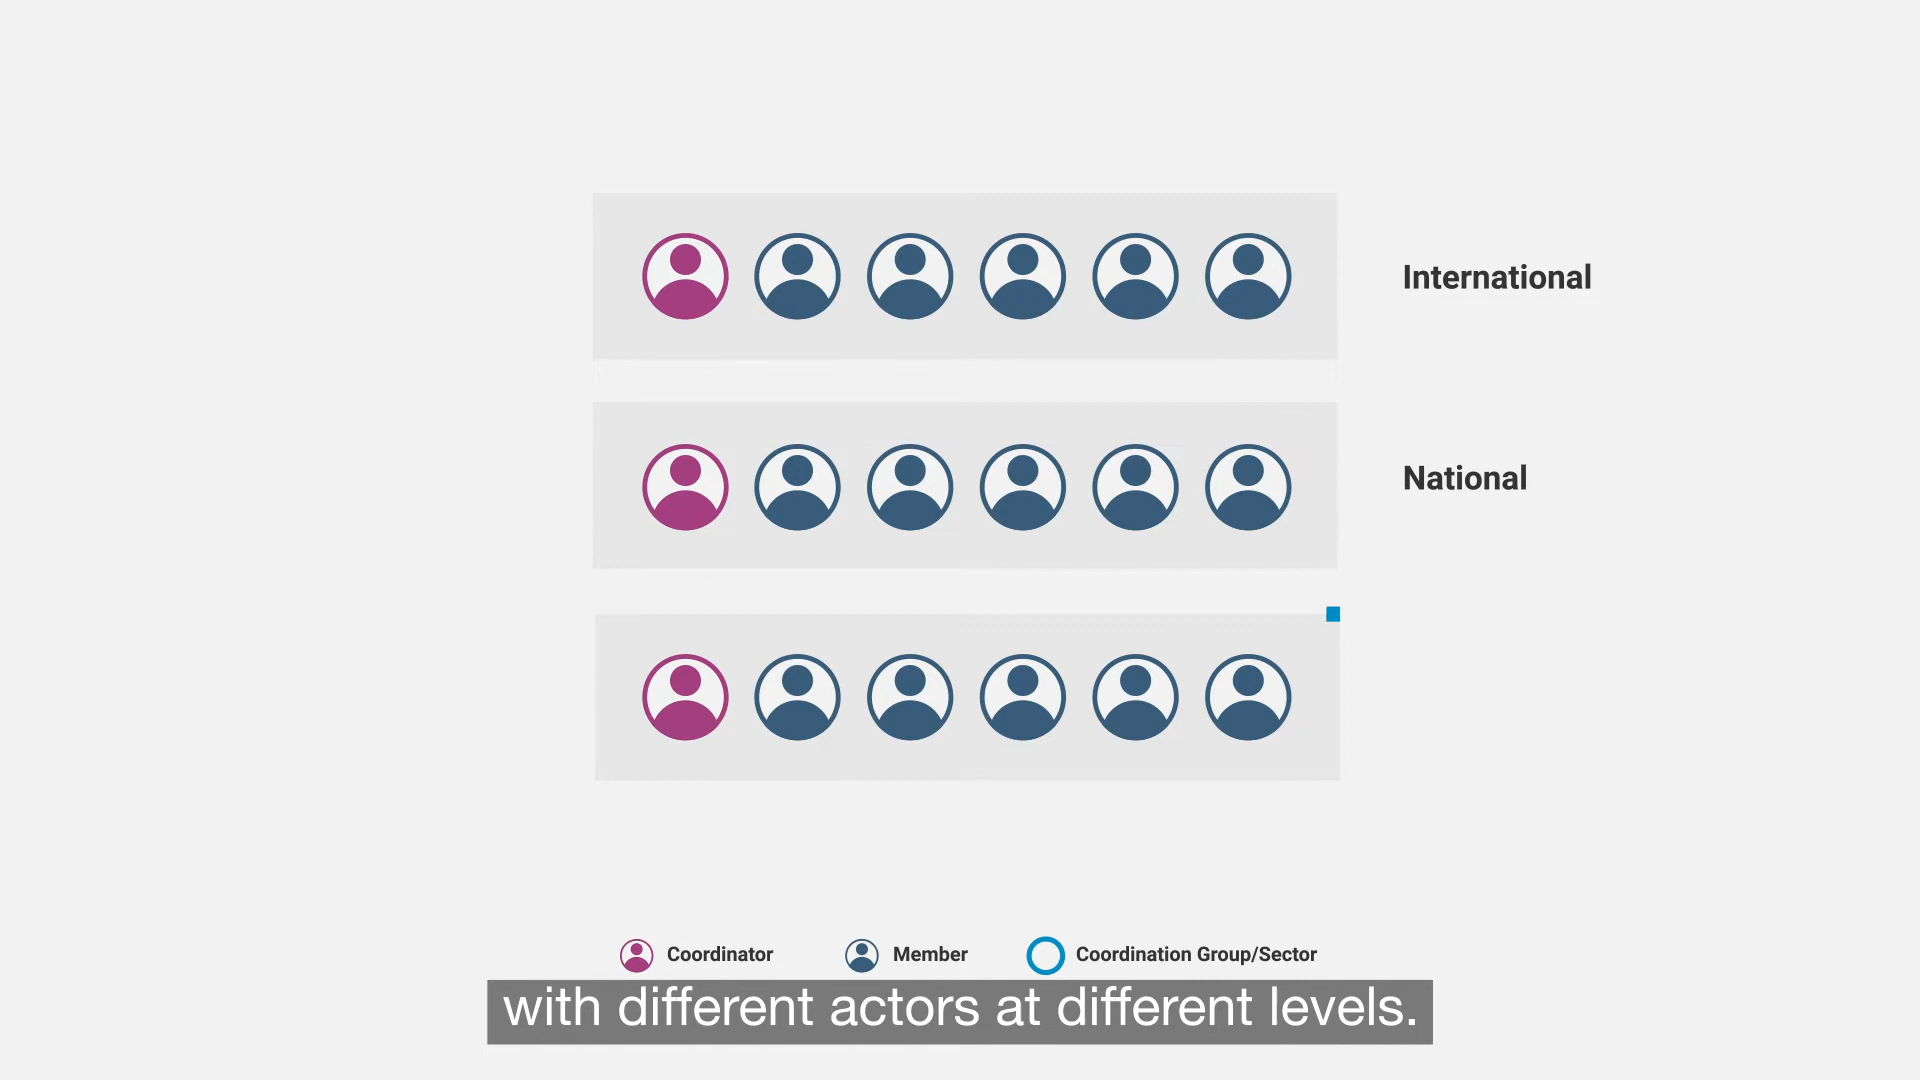 International
National
Coordinator
Member
Coordination Group/Sector
with different actors at different levels.